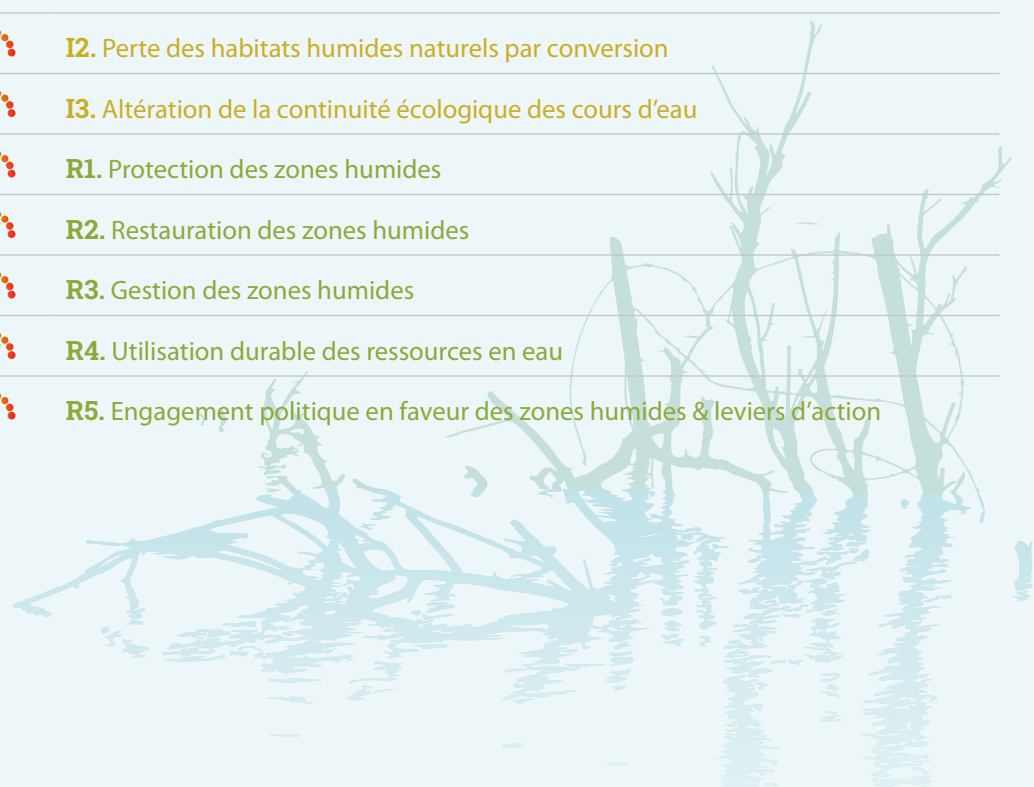 I2. Perte des habitats humides naturels par conversion
I3. Altération de la continuité écologique des cours d'eau
R1. Protection des zones humides
R2. Restauration des zones humides
R3. Gestion des zones humides
R4. Utilisation durable des ressources en eau
R5. Engagement politique en faveur des zones humides & leviers d'action